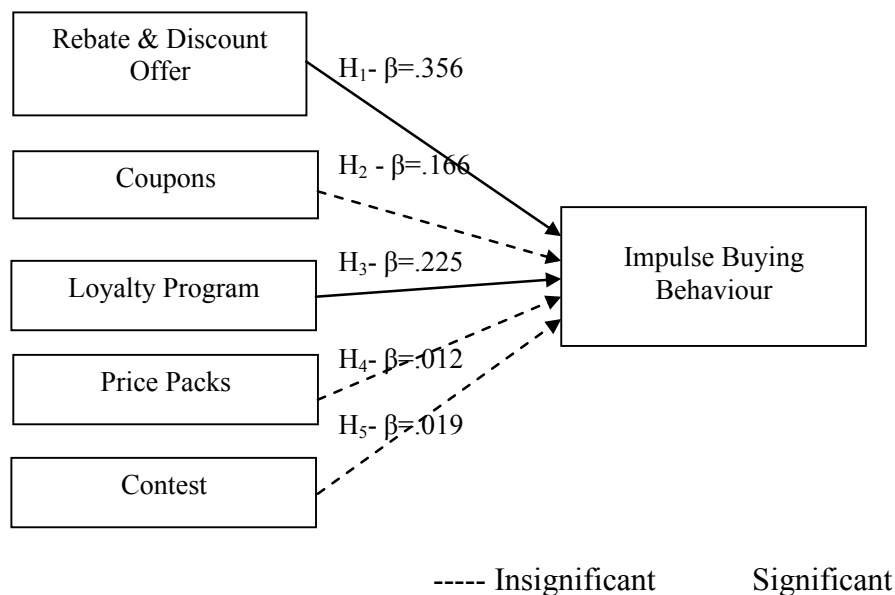 Rebate & Discount
Offer
H₁- β=.356
Coupons
H₂ - β=.166
Loyalty Program
H₃- β=.225
Impulse Buying
Behaviour
Price Packs
H₄- β=.012
H₅- β=.019
Contest
----- Insignificant Significant